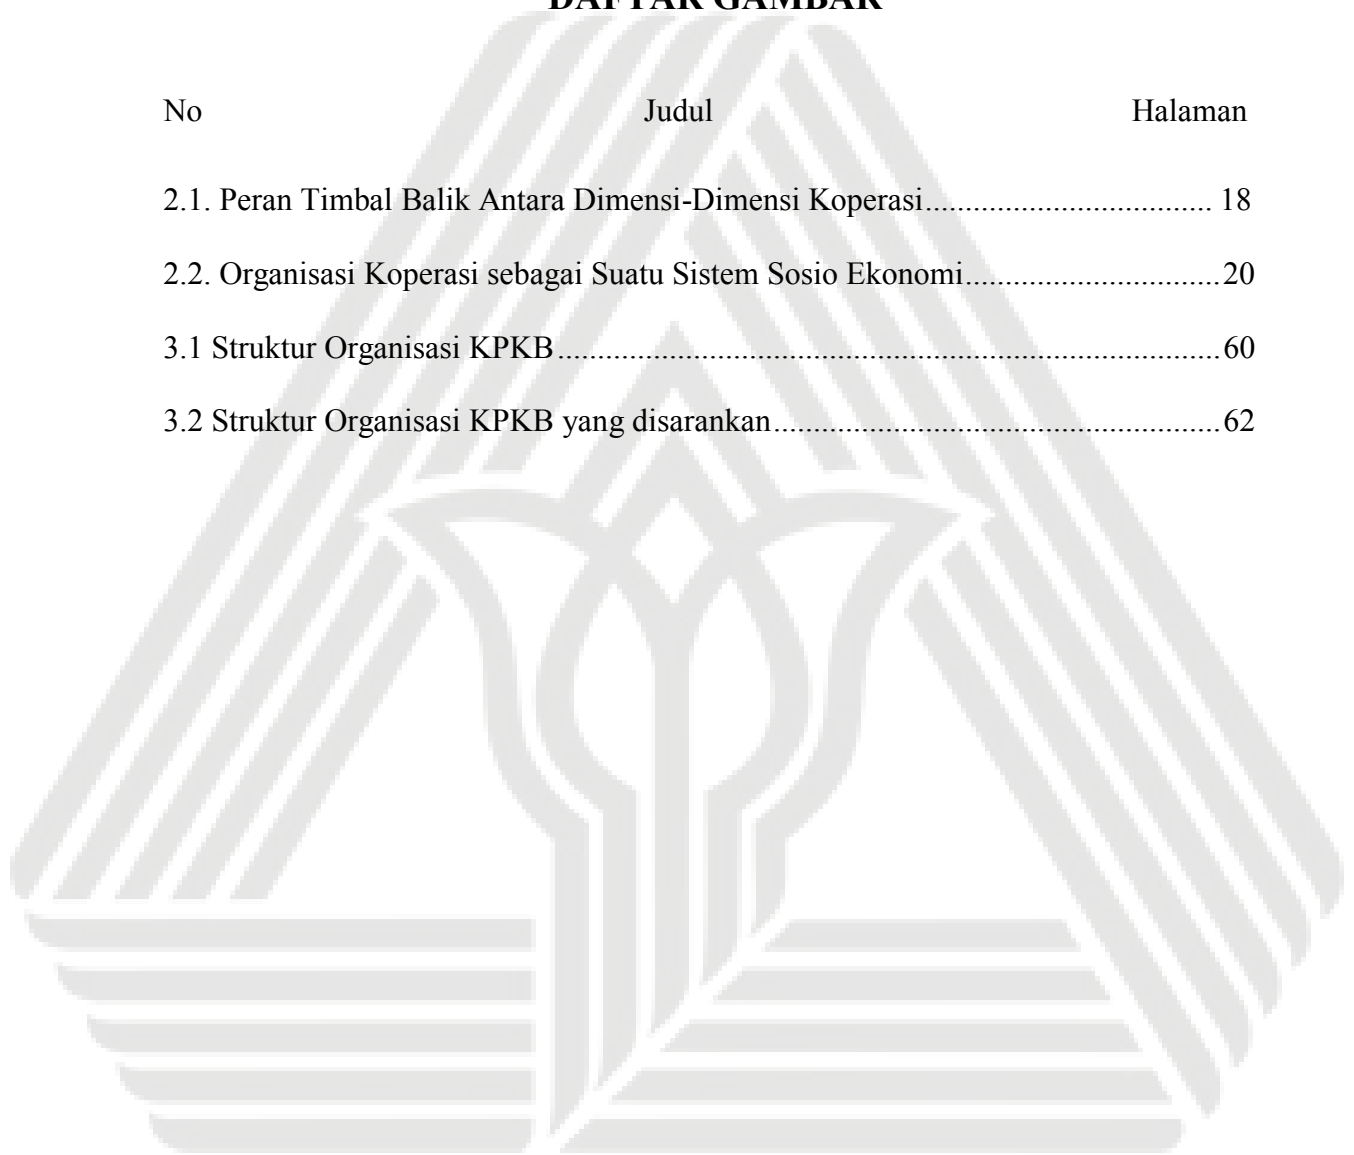 DAFTAR GAMBAR
No Judul Halaman
2.1. Peran Timbal Balik Antara Dimensi-Dimensi Koperasi.................................... 18
2.2. Organisasi Koperasi sebagai Suatu Sistem Sosio Ekonomi................................20
3.1 Struktur Organisasi KPKB...................................................................................60
3.2 Struktur Organisasi KPKB yang disarankan........................................................62